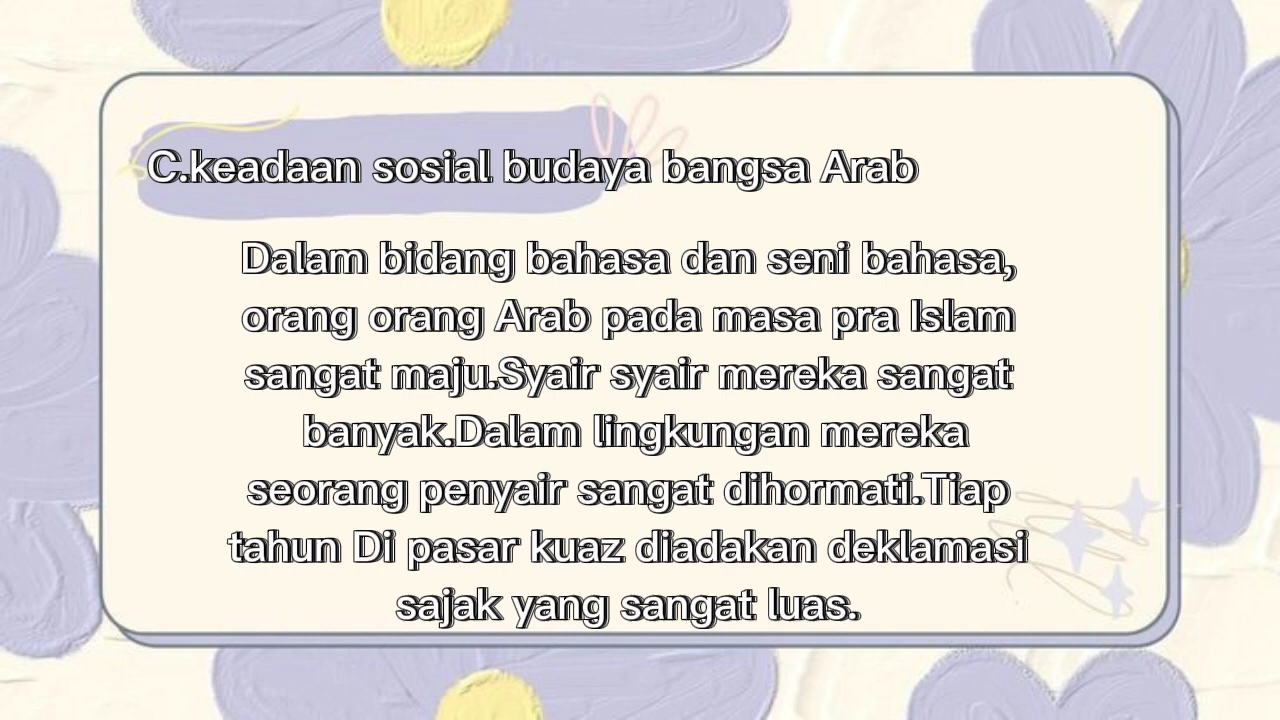 C.keadaan sosial budaya bangsa Arab
Dalam bidang bahasa dan seni bahasa,
orang orang Arab pada masa pra Islam
sangat maju.Syair syair mereka sangat
banyak.Dalam lingkungan mereka
seorang penyair sangat dihormati.Tiap
tahun Di pasar kuaz diadakan deklamasi
sajak yang sangat luas.